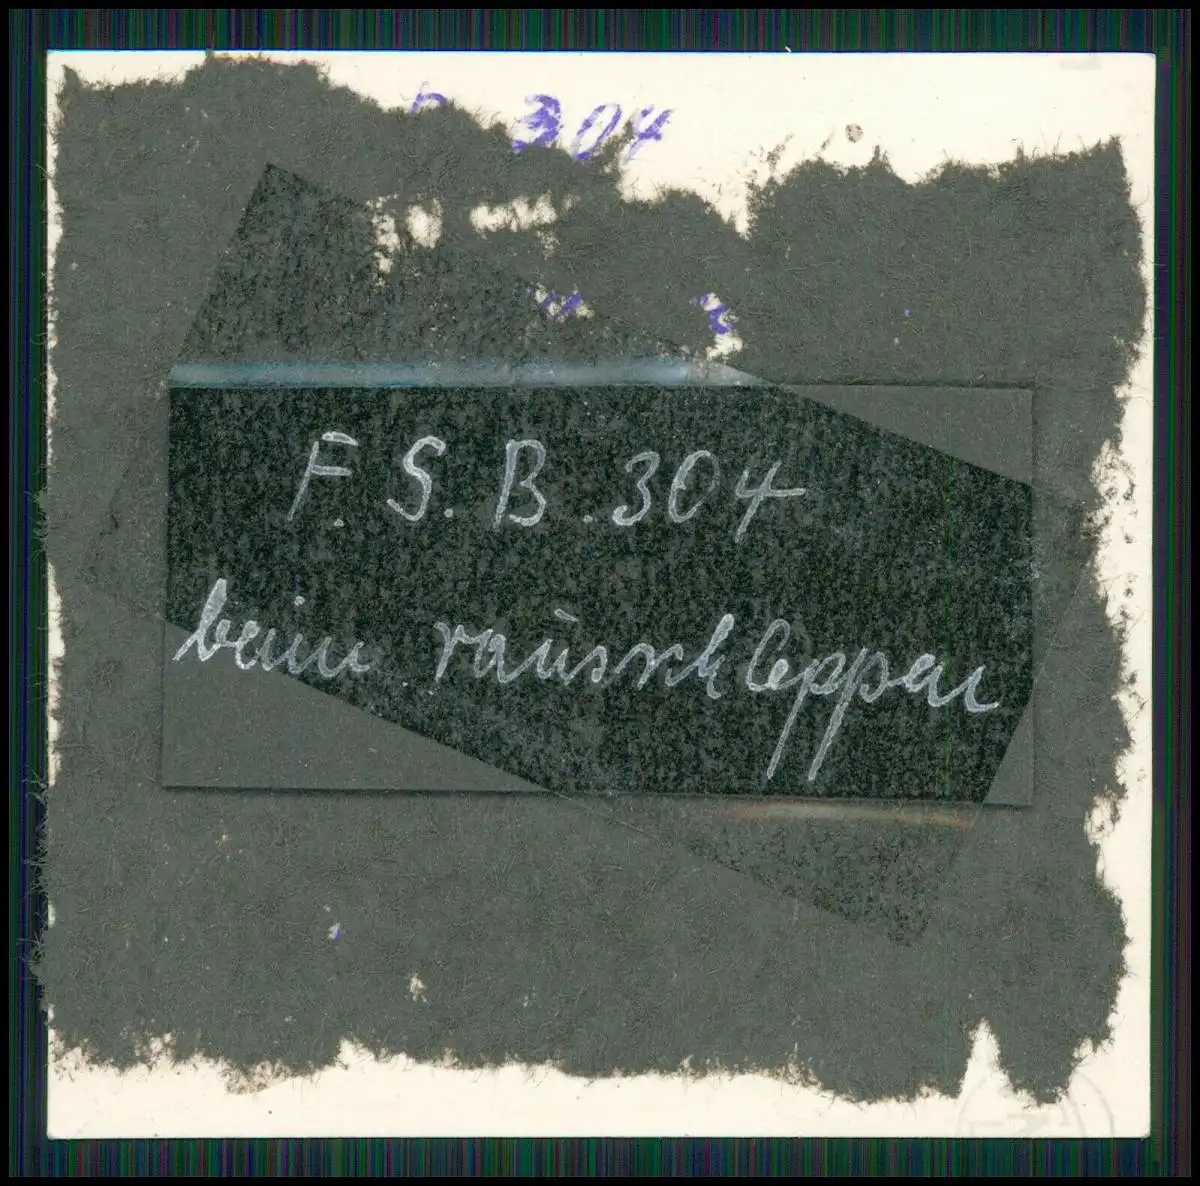 304
F. S. B. 304
beim rausschleppen